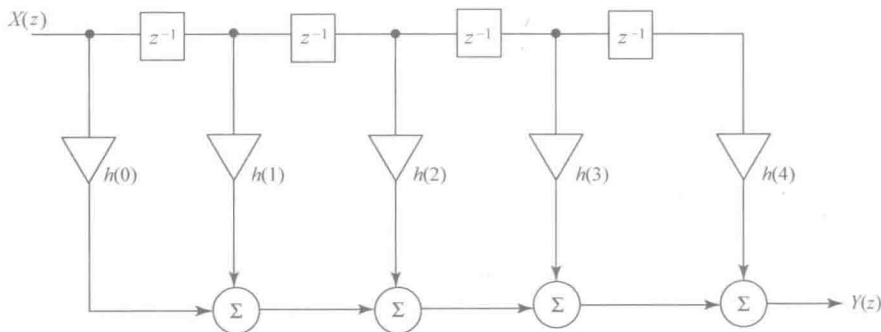 X(z)
z⁻¹ z⁻¹ z⁻¹ z⁻¹
h(0) h(1) h(2) h(3) h(4)
Σ Σ Σ Σ Y(z)